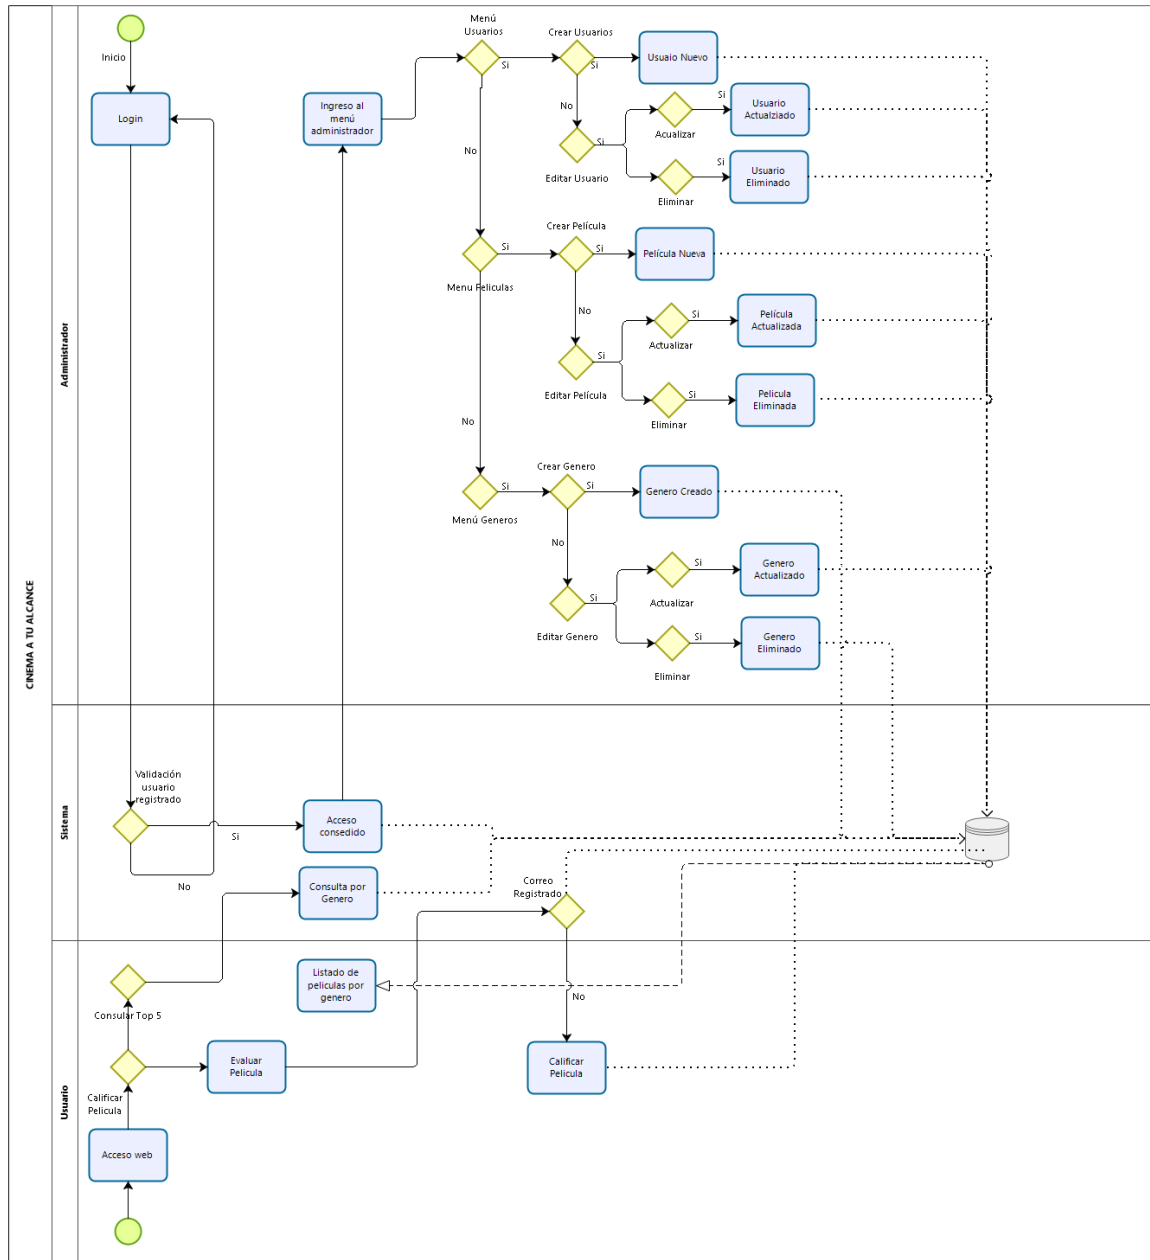 CINEMA A TU ALCANCE
Administrador
Inicio
Login
Ingreso al
menú
administrador
Menú
Usuarios
Si
Crear Usuarios
Si
Usuaio Nuevo
No
No
Editar Usuario
Si
Acualizar
Si
Usuario
Actualziado
Eliminar
Si
Usuario
Eliminado
Menu Peliculas
Si
Crear Película
Si
Película Nueva
No
No
Editar Película
Si
Actualizar
Si
Película
Actualizada
Eliminar
Si
Pelicula
Eliminada
Menú Generos
Si
Crear Genero
Si
Genero Creado
No
Editar Genero
Si
Actualizar
Si
Genero
Actualizado
Eliminar
Si
Genero
Eliminado
Sistema
Validación
usuario
registrado
Si
No
Acceso
consedido
Consulta por
Genero
Correo
Registrado
No
Usuario
Listado de
peliculas por
genero
Consular Top 5
Evaluar
Pelicula
Calificar
Pelicula
Calificar
Pelicula
Acceso web